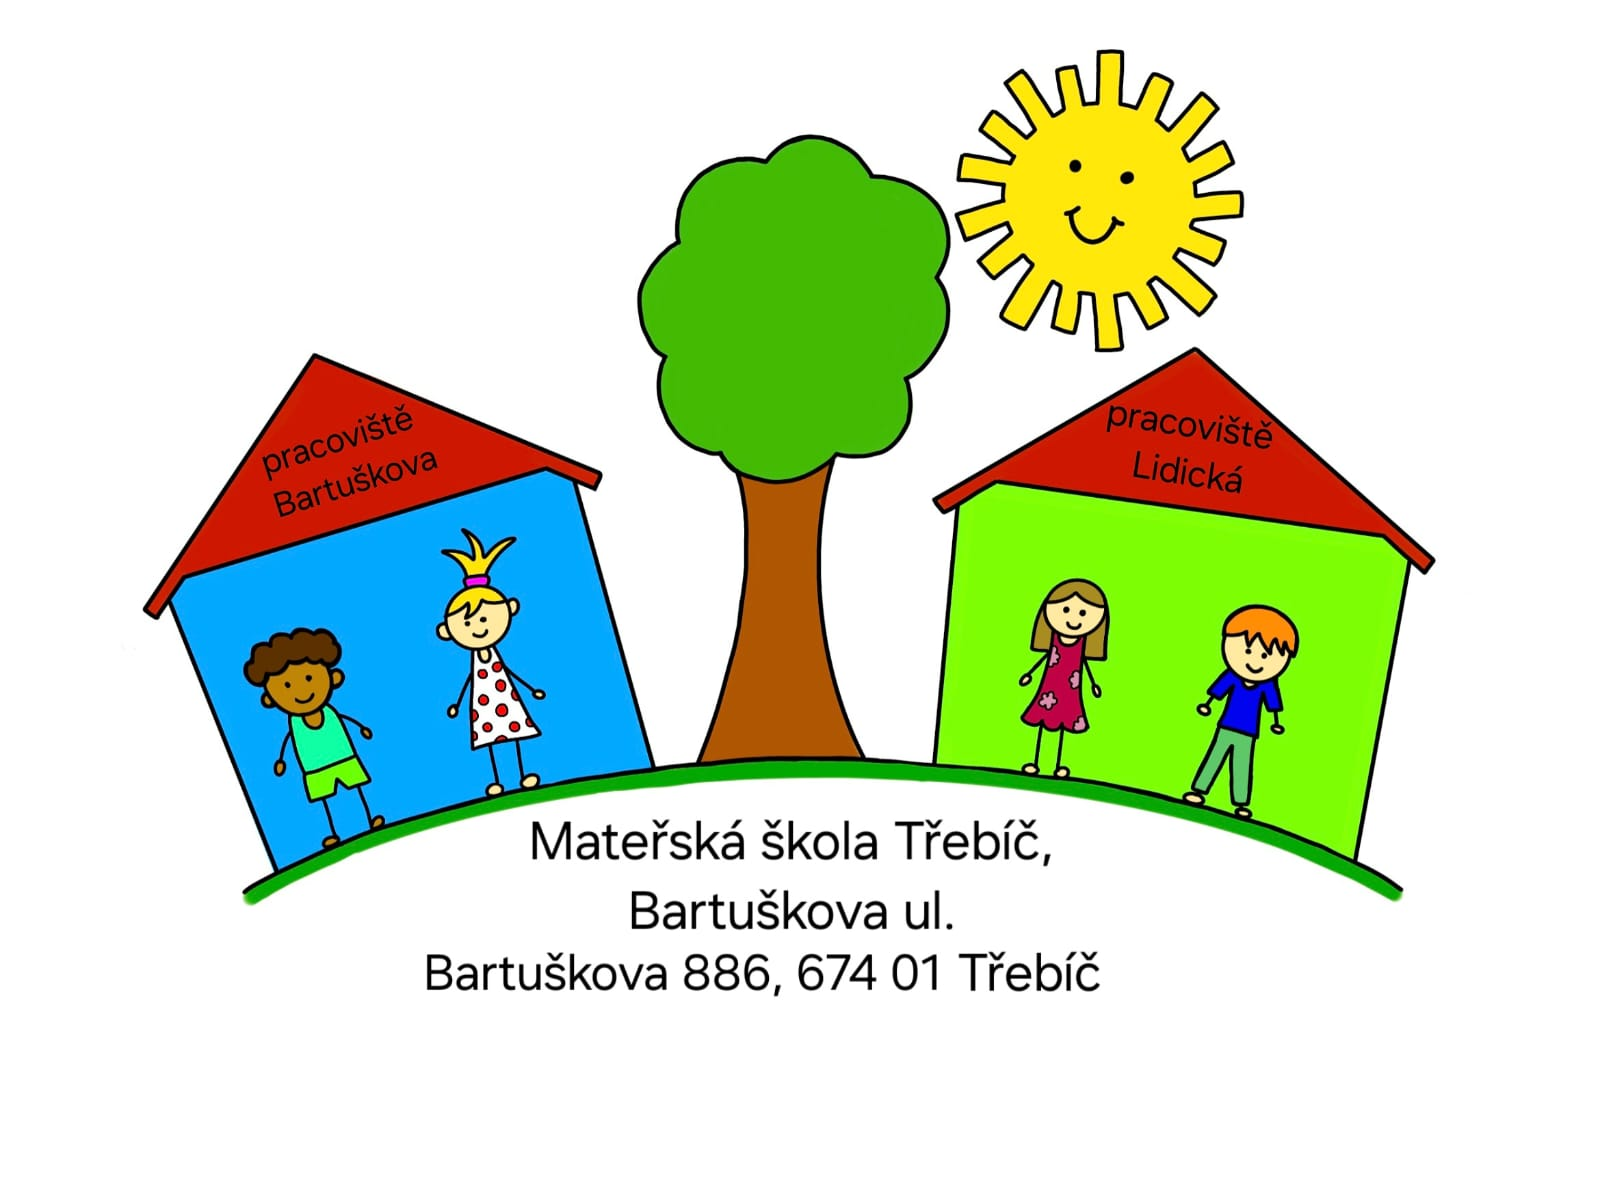 pracoviště
Bartuškova
pracoviště
Lidická
Mateřská škola Třebíč,
Bartuškova ul.
Bartuškova 886, 674 01 Třebíč